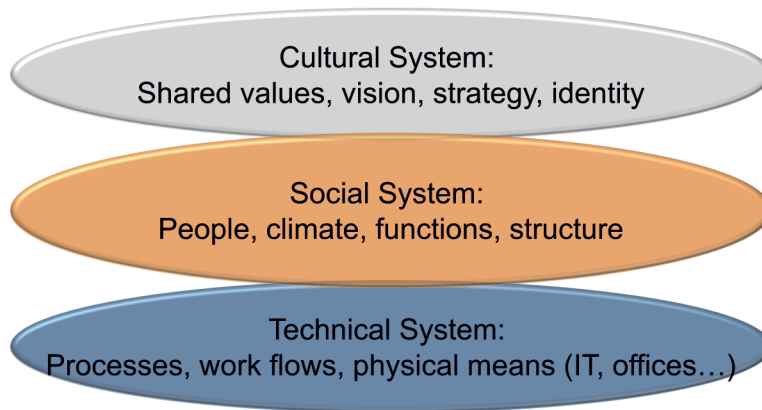 Cultural System:
Shared values, vision, strategy, identity
Social System:
People, climate, functions, structure
Technical System:
Processes, work flows, physical means (IT, offices…)